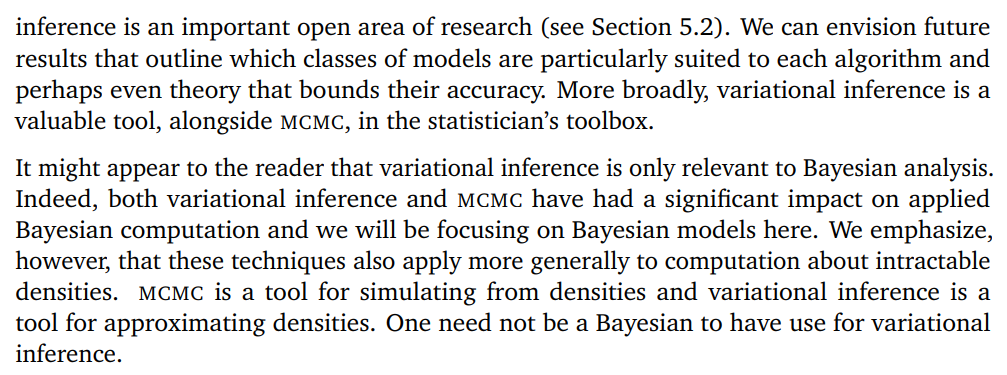 inference is an important open area of research (see Section 5.2). We can envision future
results that outline which classes of models are particularly suited to each algorithm and
perhaps even theory that bounds their accuracy. More broadly, variational inference is a
valuable tool, alongside MCMC, in the statistician’s toolbox.
It might appear to the reader that variational inference is only relevant to Bayesian analysis.
Indeed, both variational inference and MCMC have had a significant impact on applied
Bayesian computation and we will be focusing on Bayesian models here. We emphasize,
however, that these techniques also apply more generally to computation about intractable
densities. MCMC is a tool for simulating from densities and variational inference is a
tool for approximating densities. One need not be a Bayesian to have use for variational
inference.